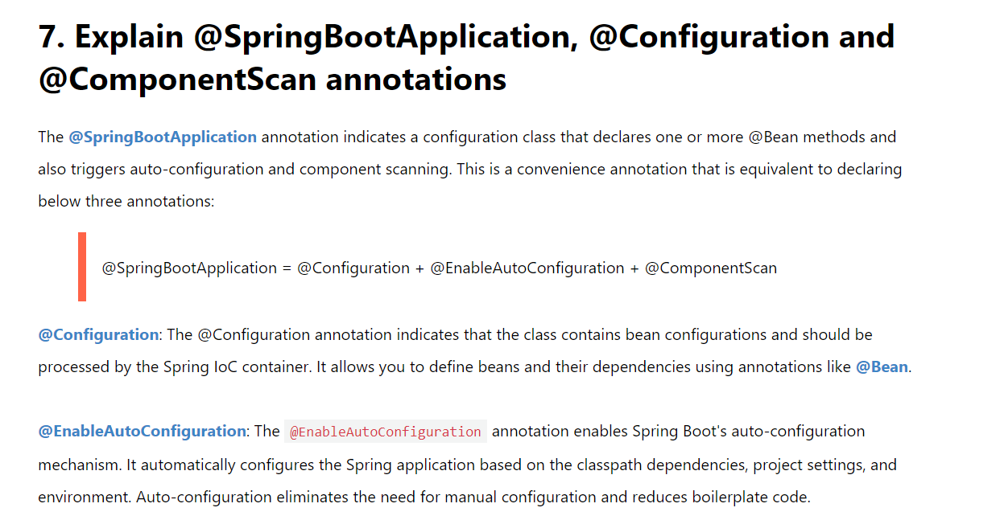 7. Explain @SpringBootApplication, @Configuration and
@ComponentScan annotations
The @SpringBootApplication annotation indicates a configuration class that declares one or more @Bean methods and
also triggers auto-configuration and component scanning. This is a convenience annotation that is equivalent to declaring
below three annotations:
@SpringBootApplication = @Configuration + @EnableAutoConfiguration + @ComponentScan
@Configuration: The @Configuration annotation indicates that the class contains bean configurations and should be
processed by the Spring IoC container. It allows you to define beans and their dependencies using annotations like @Bean.
@EnableAutoConfiguration: The @EnableAutoConfiguration annotation enables Spring Boot's auto-configuration
mechanism. It automatically configures the Spring application based on the classpath dependencies, project settings, and
environment. Auto-configuration eliminates the need for manual configuration and reduces boilerplate code.